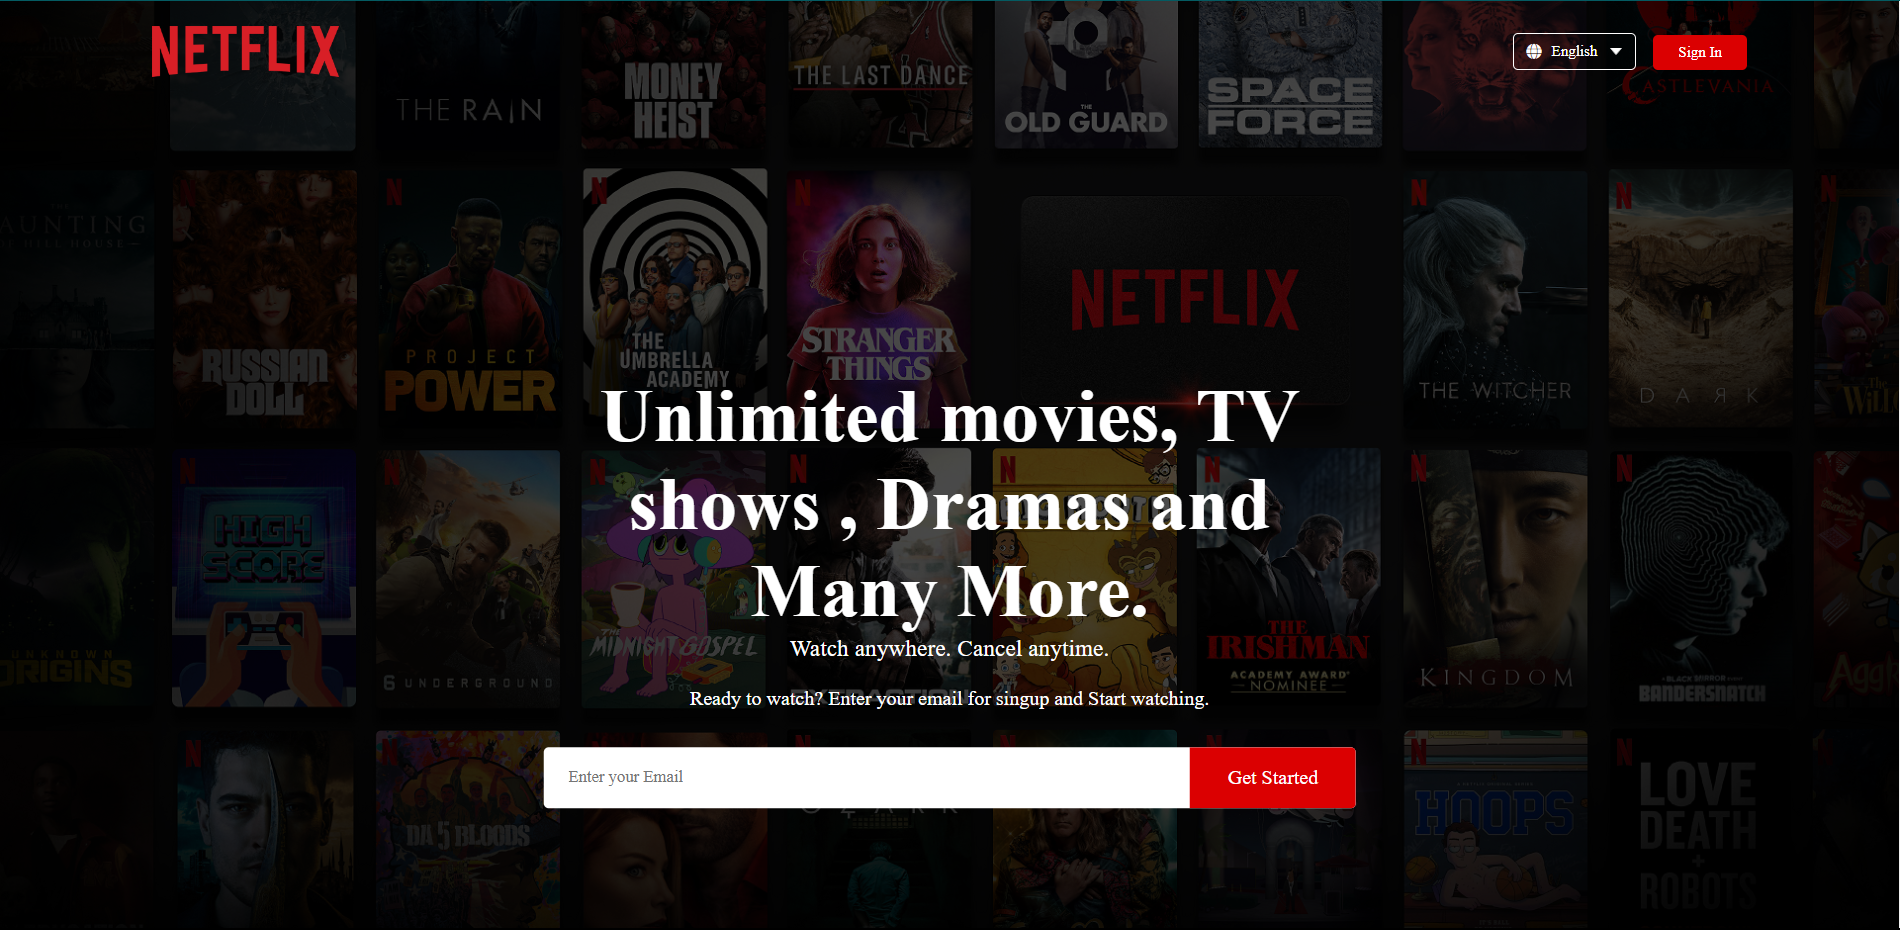 NETFLIX
English
Sign In
THE RAIN
MONEY
HEIST
THE LAST DANCE
THE
OLD GUARD
SPACE
FORCE
CASTLEVANIA
THE
AUNTING
OF HILL HOUSE
RUSSIAN
DOLL
PROJECT
POWER
THE
UMBRELLA
ACADEMY
STRANGER
THINGS
NETFLIX
THE WITCHER
DARK
The
Unlimited movies, TV
shows , Dramas and
Many More.
Watch anywhere. Cancel anytime.
Ready to watch? Enter your email for singup and Start watching.
HIGH
SCORE
UNKNOWN
ORIGINS
6 UNDERGROUND
THE
MIDNIGHT GOSPEL
THE
IRISHMAN
ACADEMY AWARD®
NOMINEE
KINGDOM
BLACK MIRROR
BANDERSNATCH
Aggr
Enter your Email
Get Started
DA 5 BLOODS
HOOPS
LOVE
DEATH
+
ROBOTS